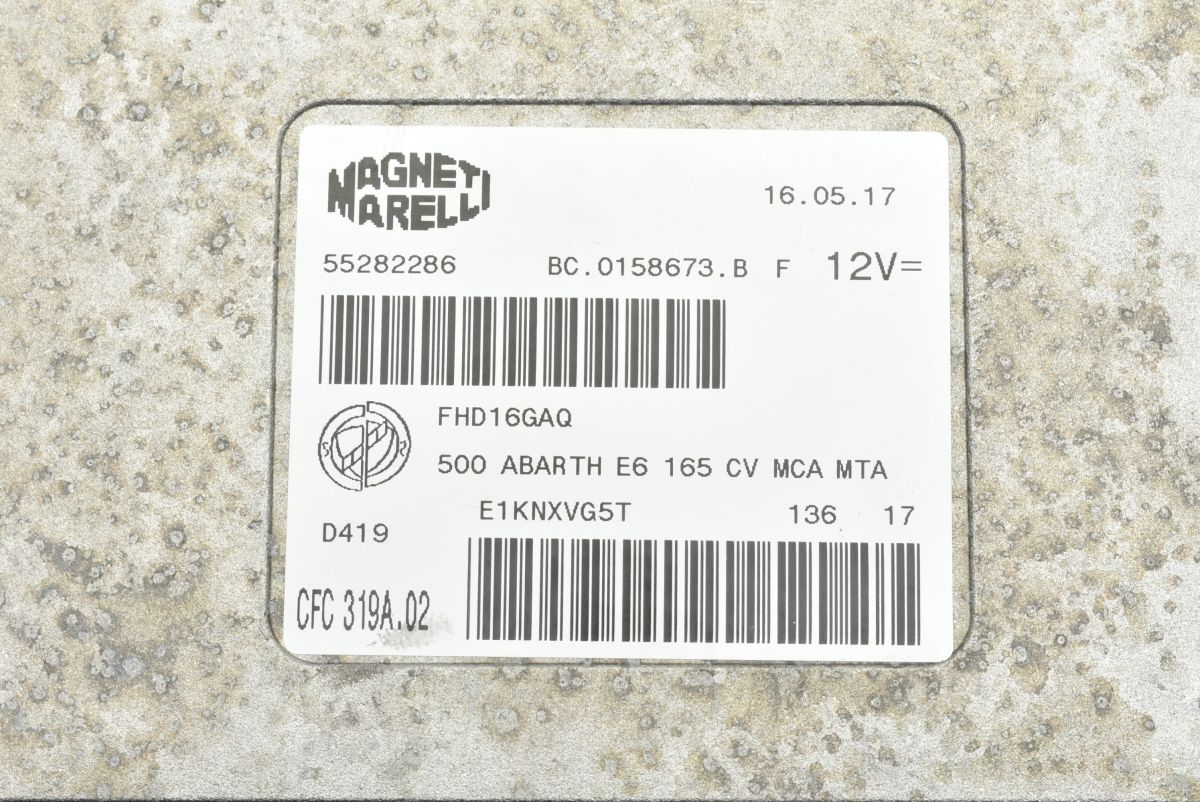 MAGNETI
MARELLI
16.05.17
55282286 BC.0158673.B F 12V=
FHD16GAQ
500 ABARTH E6 165 CV MCA MTA
E1KNXVG5T 136 17
D419
CFC 319A.02